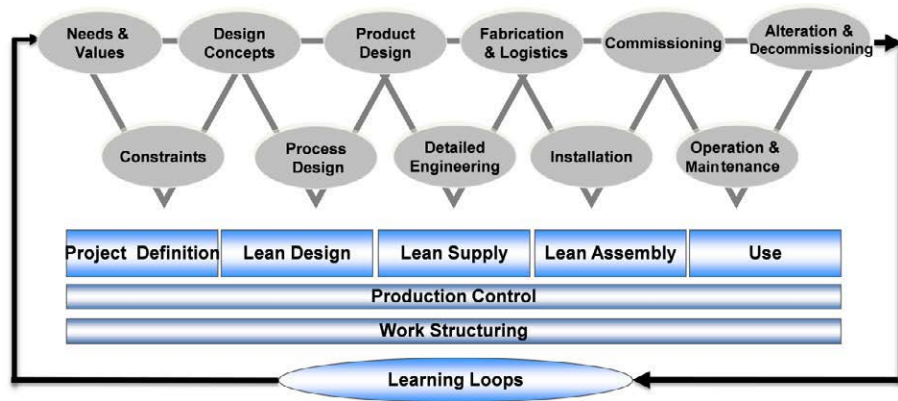 Needs &
Values
Design
Concepts
Product
Design
Fabrication
& Logistics
Commissioning
Alteration &
Decommissioning
Constraints
Process
Design
Detailed
Engineering
Installation
Operation &
Maintenance
Project Definition
Lean Design
Lean Supply
Lean Assembly
Use
Production Control
Work Structuring
Learning Loops